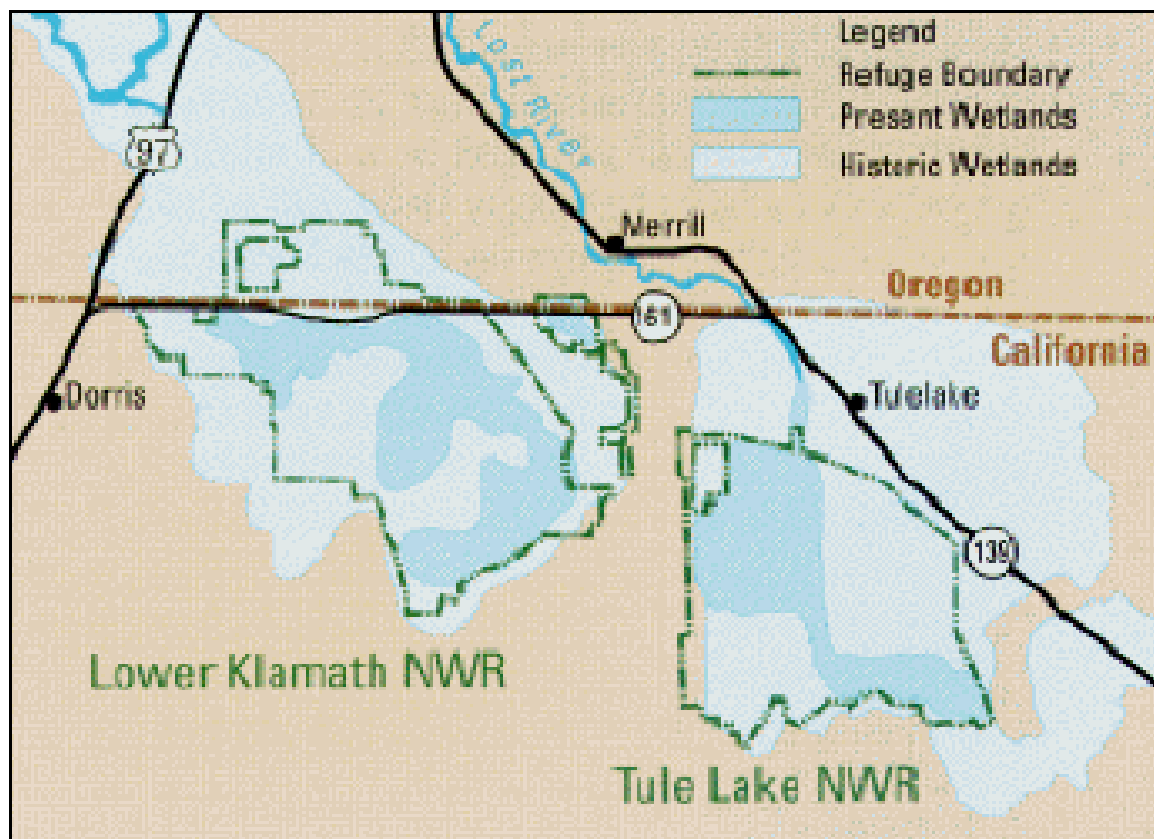 Legend
Refuge Boundary
Present Wetlands
Historic Wetlands
Lost River
97
Merrill
Oregon
161
California
Dorris
Tulelake
139
Lower Klamath NWR
Tule Lake NWR